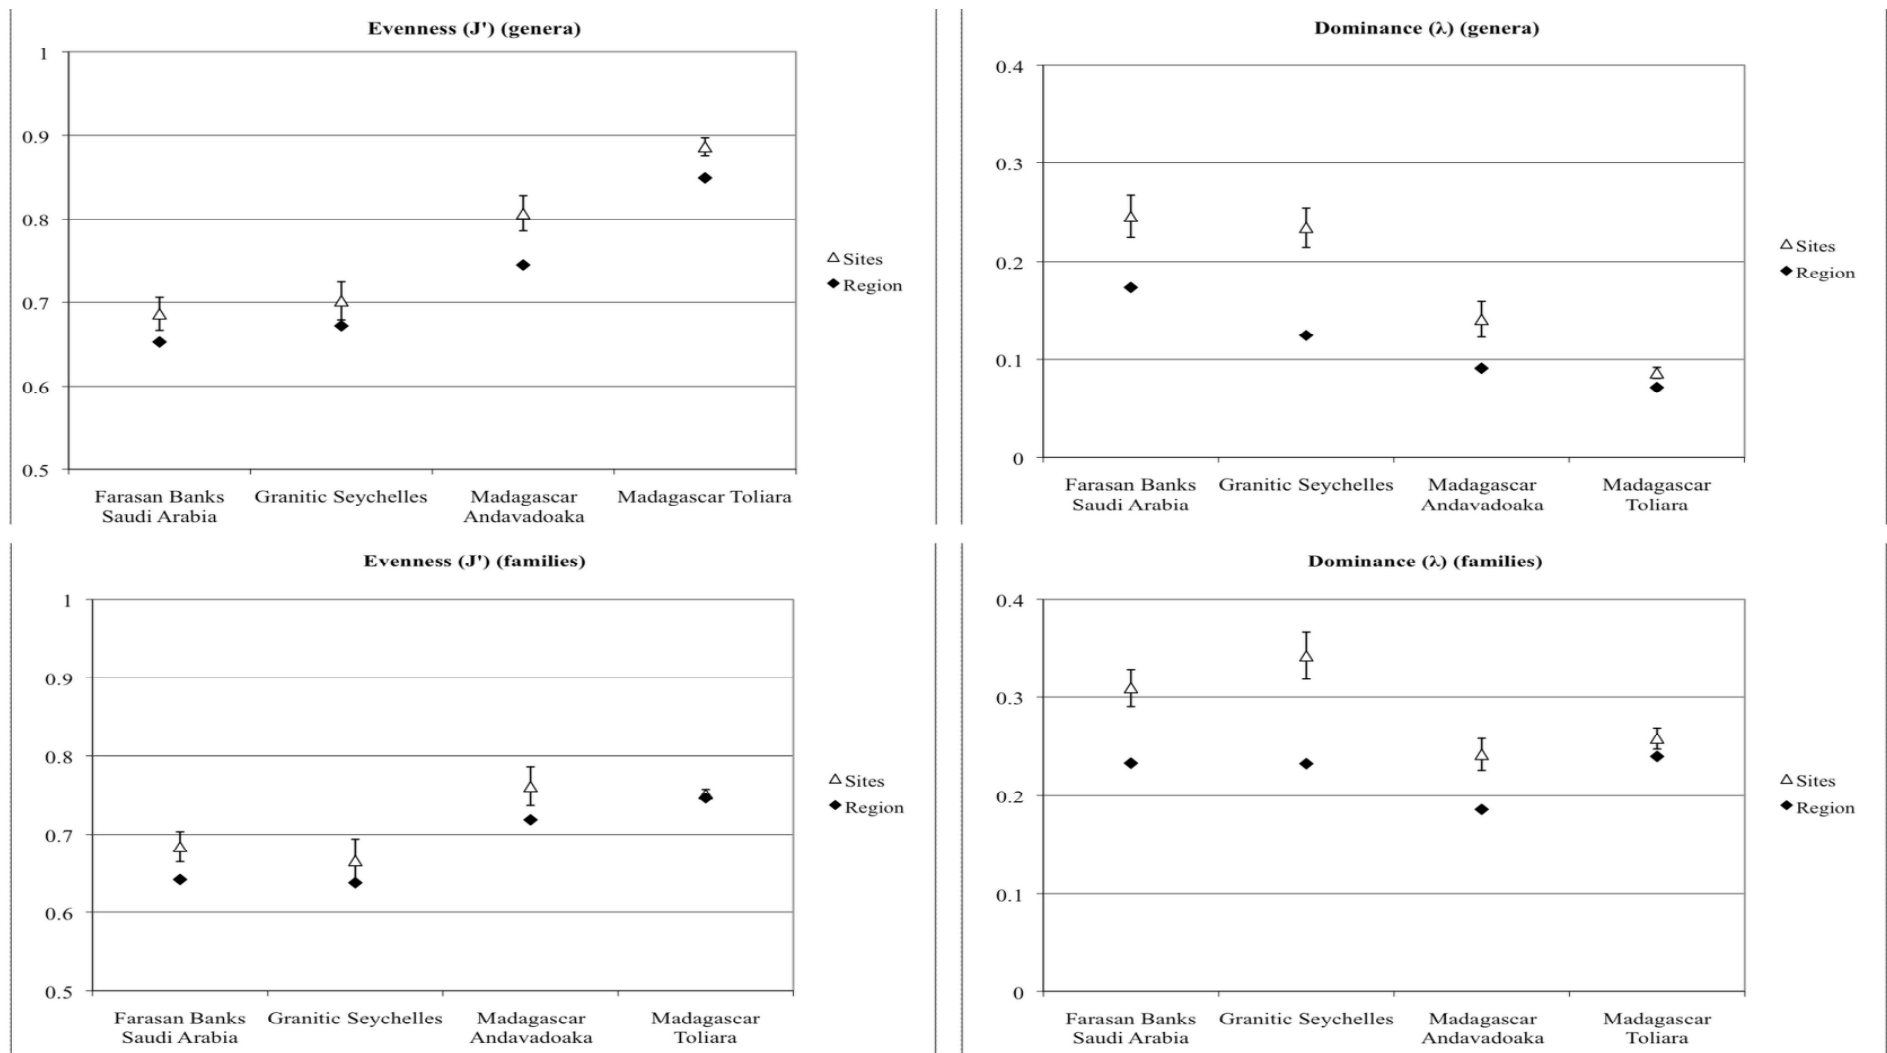 Evenness (J') (genera)
1
0.9
0.8
0.7
0.6
0.5
Farasan Banks
Saudi Arabia
Granitic Seychelles
Madagascar
Andavadoaka
Madagascar Toliara
Sites
Region
Dominance (λ) (genera)
0.4
0.3
0.2
0.1
0
Farasan Banks
Saudi Arabia
Granitic Seychelles
Madagascar
Andavadoaka
Madagascar
Toliara
Sites
Region
Evenness (J') (families)
1
0.9
0.8
0.7
0.6
0.5
Farasan Banks
Saudi Arabia
Granitic Seychelles
Madagascar
Andavadoaka
Madagascar
Toliara
Sites
Region
Dominance (λ) (families)
0.4
0.3
0.2
0.1
0
Farasan Banks
Saudi Arabia
Granitic Seychelles
Madagascar
Andavadoaka
Madagascar
Toliara
Sites
Region